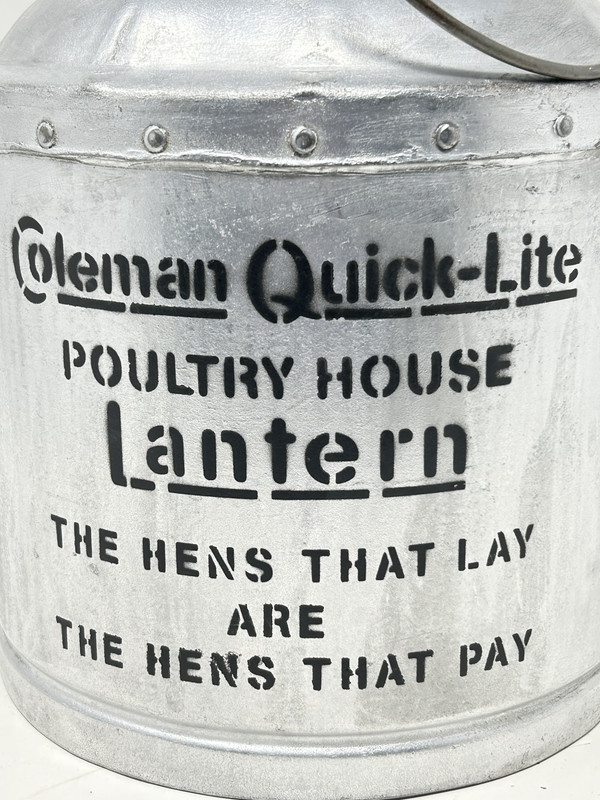 Coleman Quick-Lite
POULTRY HOUSE
Lantern
THE HENS THAT LAY
ARE
THE HENS THAT PAY